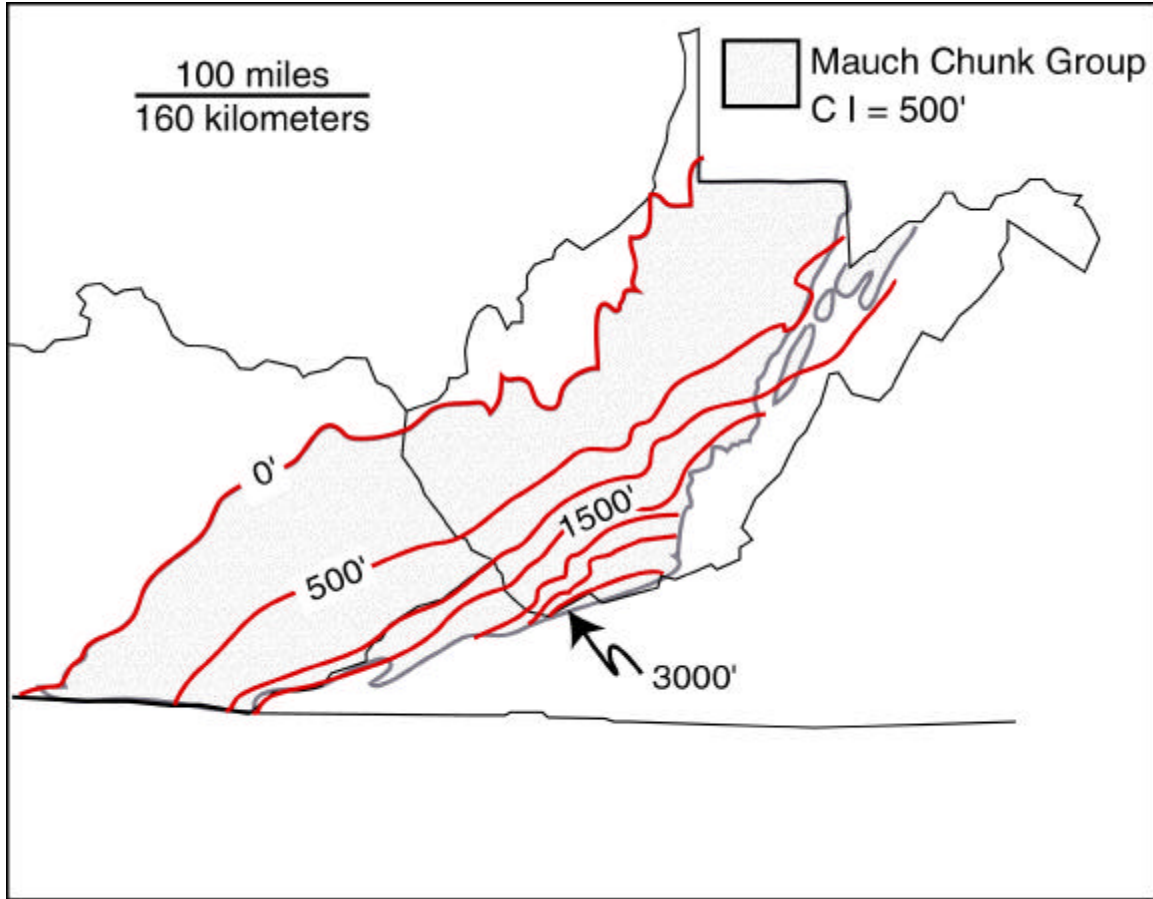 100 miles
160 kilometers
Mauch Chunk Group
C I = 500'
0'
1500'
500'
3000'